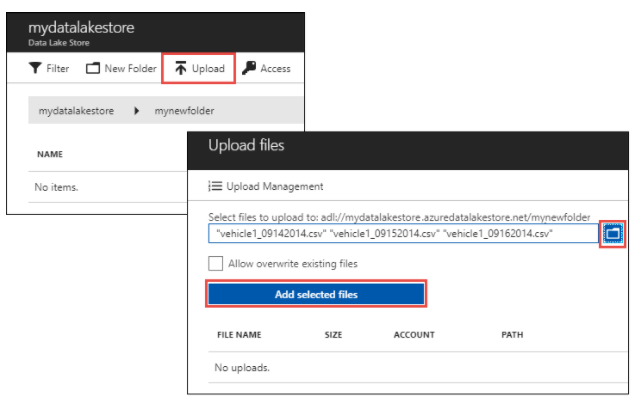 mydatalakestore
Data Lake Store
Filter New Folder Upload Access
mydatalakestore mynewfolder
NAME
No items.
Upload files
Upload Management
Select files to upload to: adl://mydatalakestore.azuredatalakestore.net/mynewfolder
"vehicle1_09142014.csv" "vehicle1_09152014.csv" "vehicle1_09162014.csv"
Allow overwrite existing files
Add selected files
FILE NAME SIZE ACCOUNT PATH
No uploads.